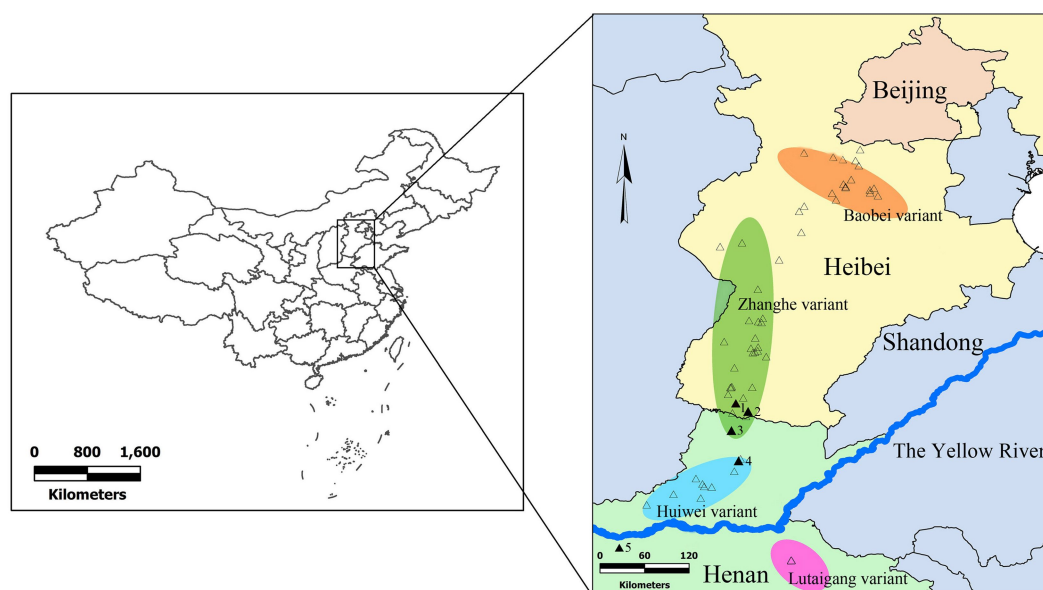 0 800 1,600
Kilometers
Beijing
N
Baobei variant
Heibei
Zhanghe variant
Shandong
1
2
3
4
The Yellow River
Huiwei variant
5
0 60 120
Kilometers
Henan
Lutaigang variant